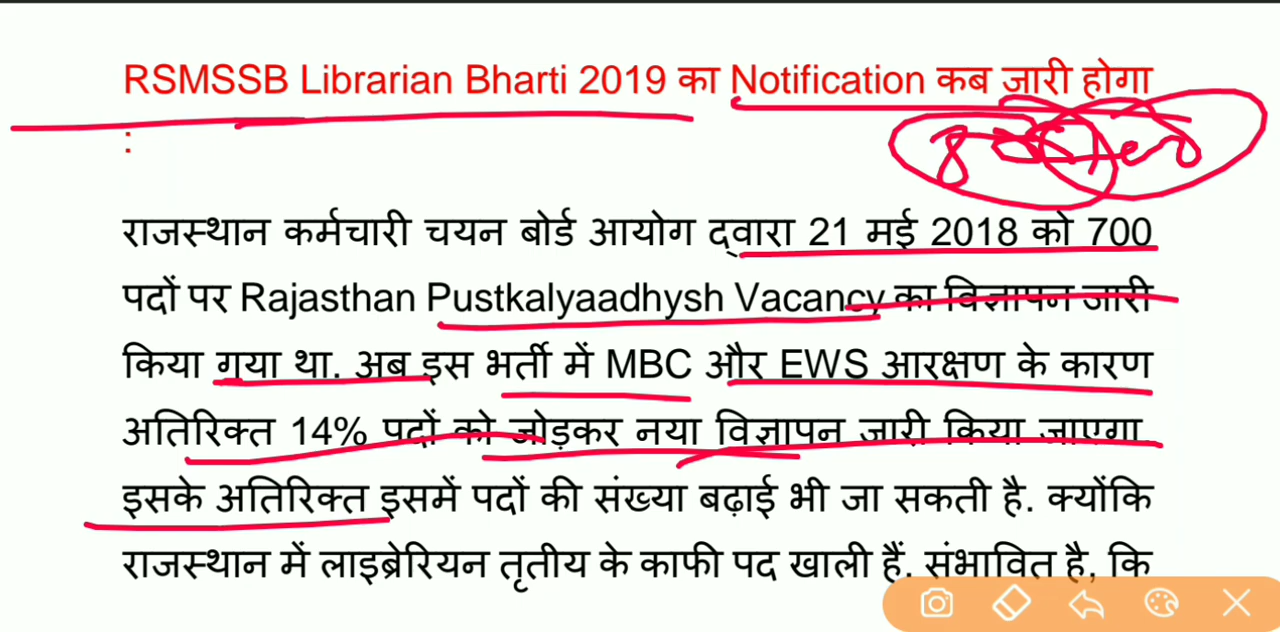 RSMSSB Librarian Bharti 2019 का Notification कब जारी होगा
:
राजस्थान कर्मचारी चयन बोर्ड आयोग द्वारा 21 मई 2018 को 700
पदों पर Rajasthan Pustkalyaadhysh Vacancy का विज्ञापन जारी
किया गया था. अब इस भर्ती में MBC और EWS आरक्षण के कारण
अतिरिक्त 14% पदों को जोड़कर नया विज्ञापन जारी किया जाएगा.
इसके अतिरिक्त इसमें पदों की संख्या बढ़ाई भी जा सकती है. क्योंकि
राजस्थान में लाइब्रेरियन तृतीय के काफी पद खाली हैं. संभावित है, कि